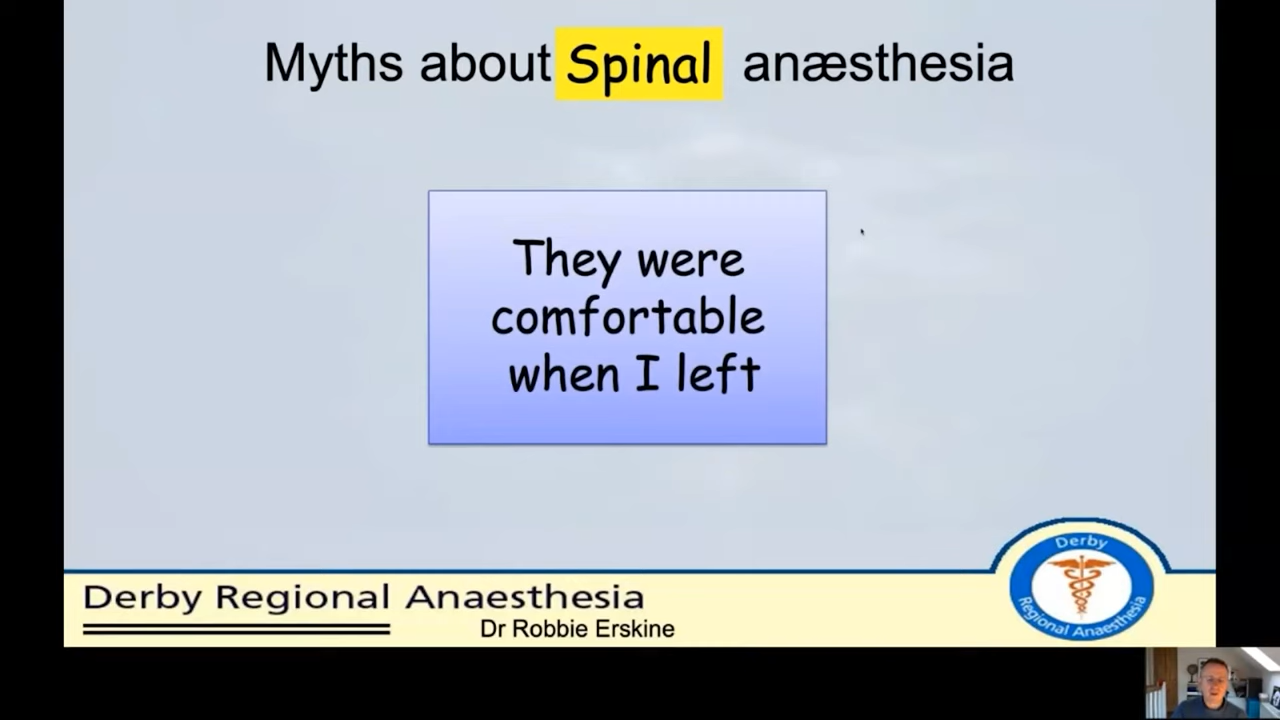 Myths about Spinal anæsthesia
They were
comfortable
when I left
Derby Regional Anaesthesia
Dr Robbie Erskine
Derby
Regional Anaesthesia